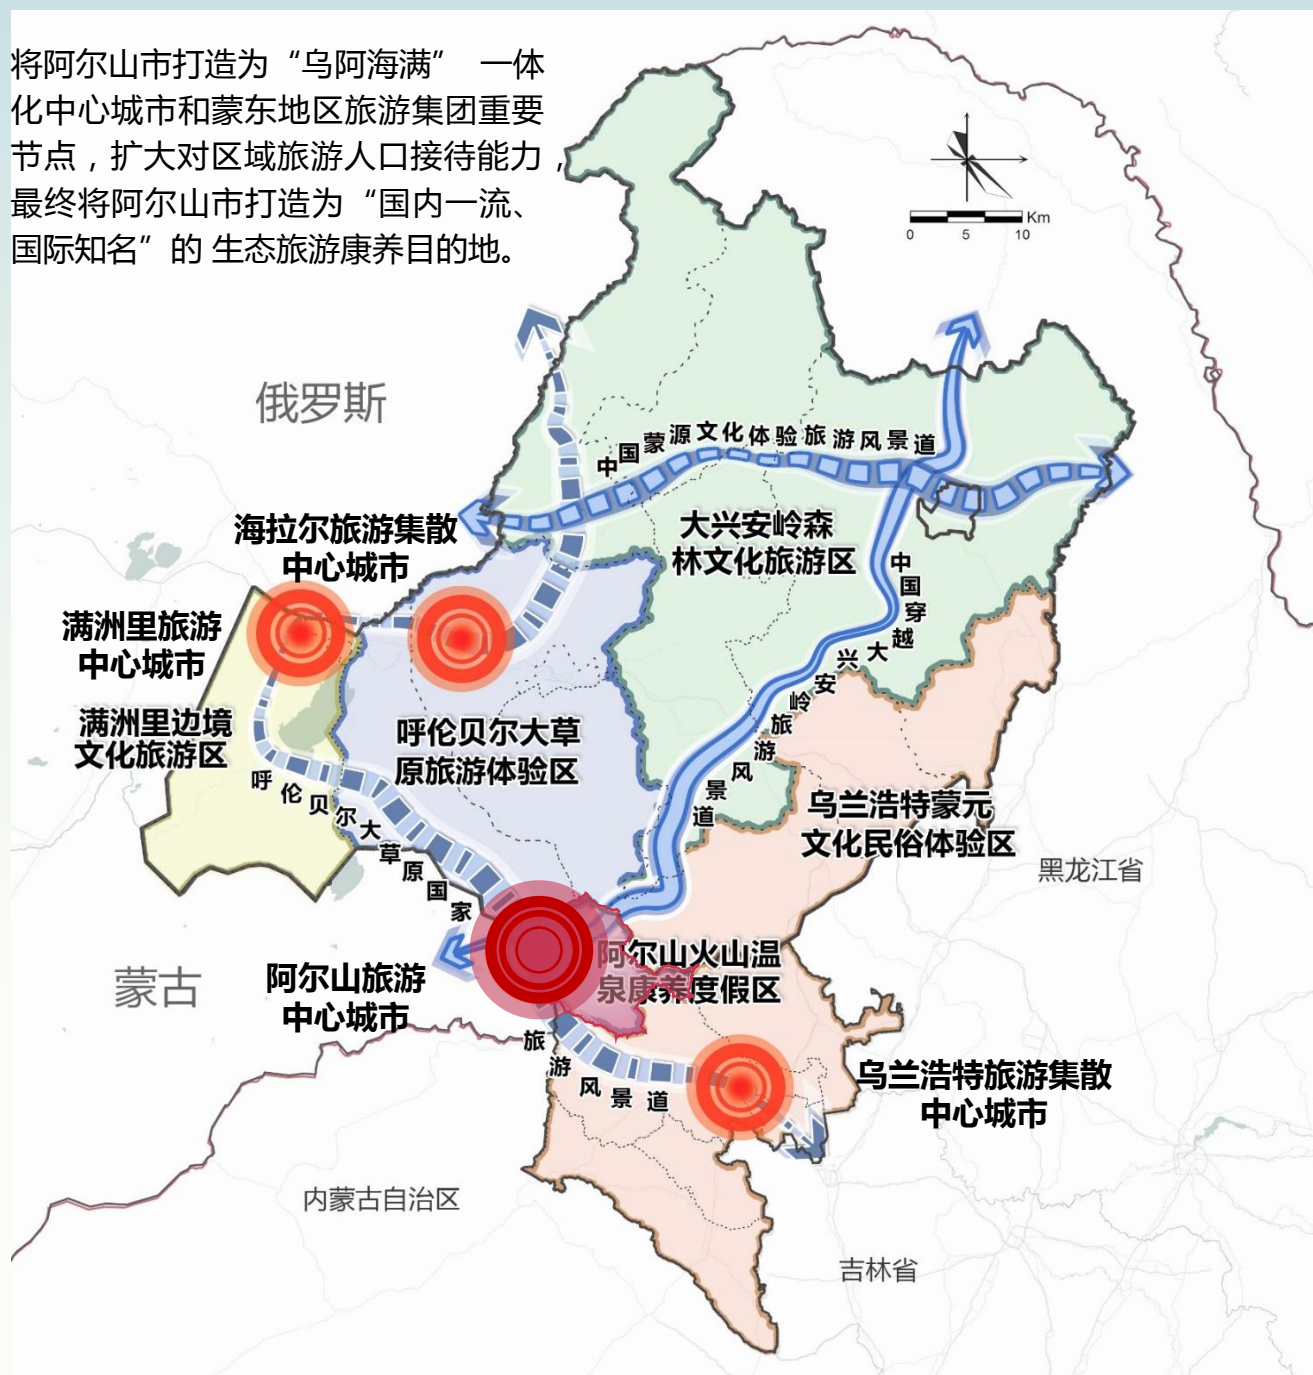 将阿尔山市打造为“乌阿海满” 一体
化中心城市和蒙东地区旅游集团重要
节点，扩大对区域旅游人口接待能力，
最终将阿尔山市打造为“国内一流、
国际知名”的 生态旅游康养目的地。
Km
0 5 10
俄罗斯
中国蒙源文化体验旅游风景道
海拉尔旅游集散
中心城市
大兴安岭森
林文化旅游区
中国穿越大兴安岭旅游风景道
满洲里旅游
中心城市
满洲里边境
文化旅游区
呼伦贝尔大草
原旅游体验区
呼伦贝尔大草原国家
乌兰浩特蒙元
文化民俗体验区
黑龙江省
蒙古
阿尔山旅游
中心城市
阿尔山火山温
泉康养度假区
旅游风景道
乌兰浩特旅游集散
中心城市
内蒙古自治区
吉林省